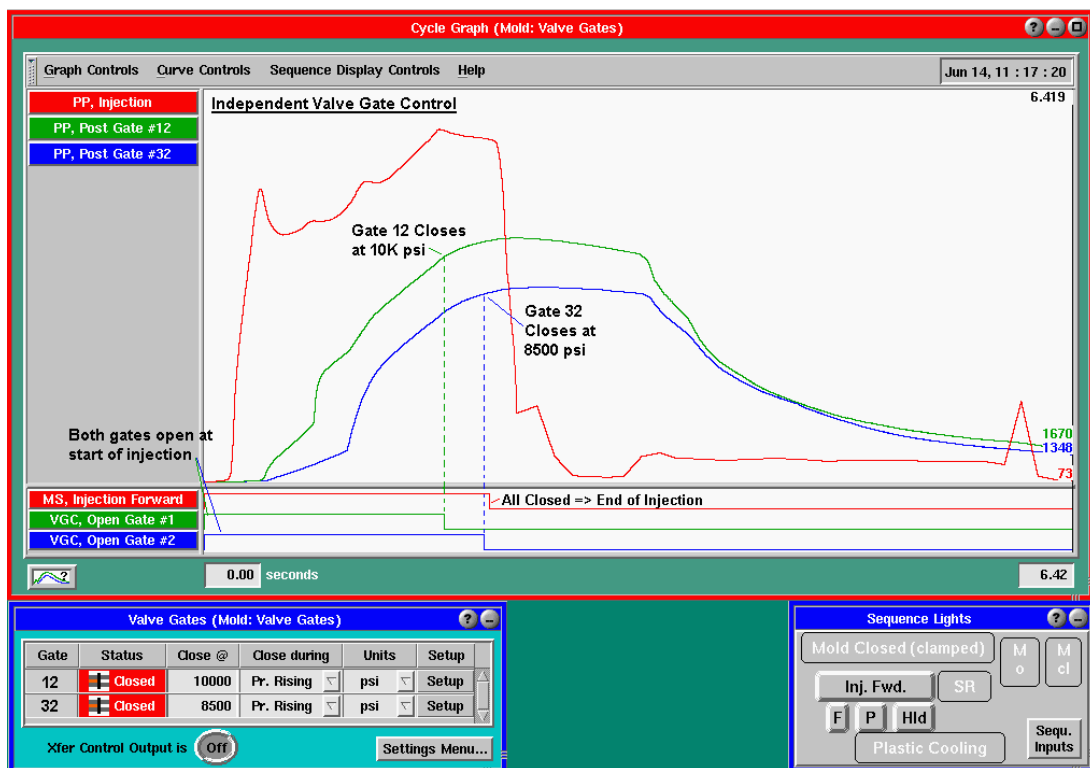 Cycle Graph (Mold: Valve Gates)
?
Graph Controls Curve Controls Sequence Display Controls Help
Jun 14, 11 : 17 : 20
PP, Injection
PP, Post Gate #12
PP, Post Gate #32
Independent Valve Gate Control
6.419
Gate 12 Closes
at 10K psi
Gate 32
Closes at
8500 psi
Both gates open at
start of injection
1670
1348
73
MS, Injection Forward
VGC, Open Gate #1
VGC, Open Gate #2
All Closed => End of Injection
?
0.00 seconds
6.42
Valve Gates (Mold: Valve Gates)
?
Gate Status Close @ Close during Units Setup
12 Closed 10000 Pr. Rising psi Setup
32 Closed 8500 Pr. Rising psi Setup
Xfer Control Output is Off
Settings Menu...
Sequence Lights
?
Mold Closed (clamped)
M
o
M
cl
Inj. Fwd.
SR
F P Hld
Plastic Cooling
Sequ.
Inputs